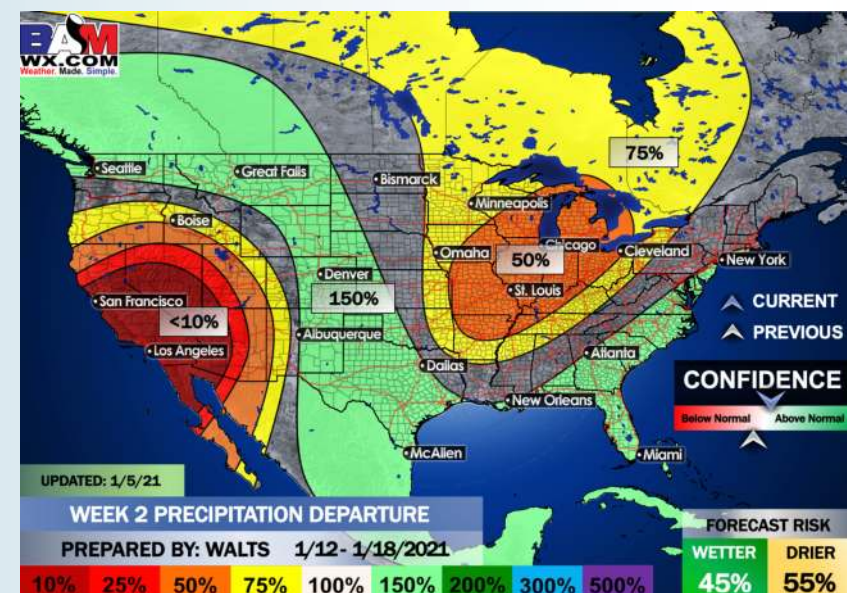 BAM
WX.COM
Weather. Made. Simple.
75%
Seattle
Great Falls
Bismarck
Minneapolis
Boise
Omaha
Chicago
Cleveland
50%
New York
Denver
St. Louis
San Francisco
150%
CURRENT
<10%
PREVIOUS
Albuquerque
Los Angeles
Atlanta
Dallas
CONFIDENCE
New Orleans
Below Normal
Above Normal
McAllen
Miami
UPDATED: 1/5/21
WEEK 2 PRECIPITATION DEPARTURE
FORECAST RISK
PREPARED BY: WALTS 1/12- 1/18/2021
WETTER DRIER
10% 25% 50% 75% 100% 150% 200% 300% 500%
45% 55%